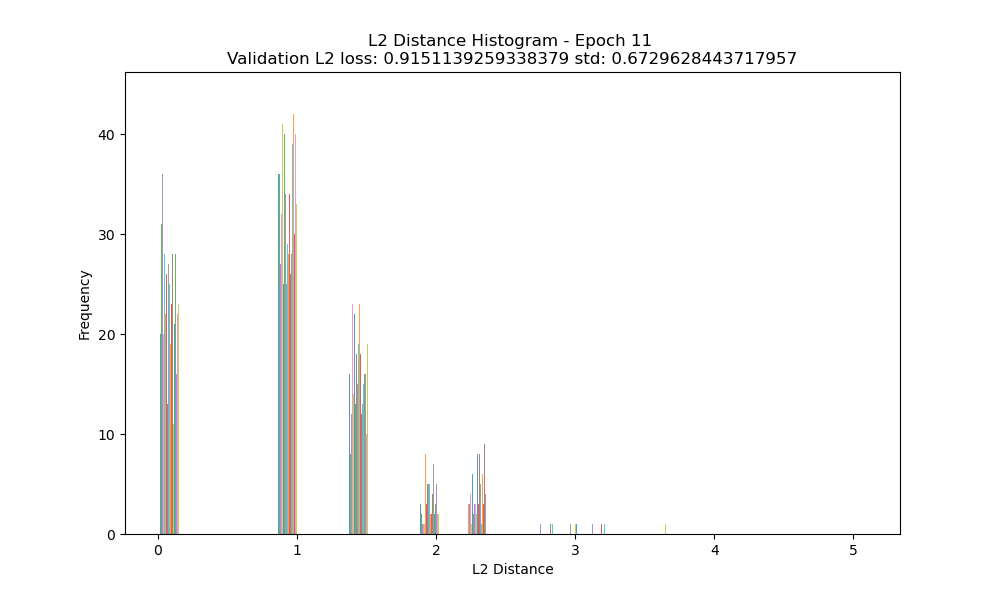 L2 Distance Histogram - Epoch 11
Validation L2 loss: 0.9151139259338379 std: 0.6729628443717957
Frequency
40
30
20
10
0
0 1 2 3 4 5
L2 Distance